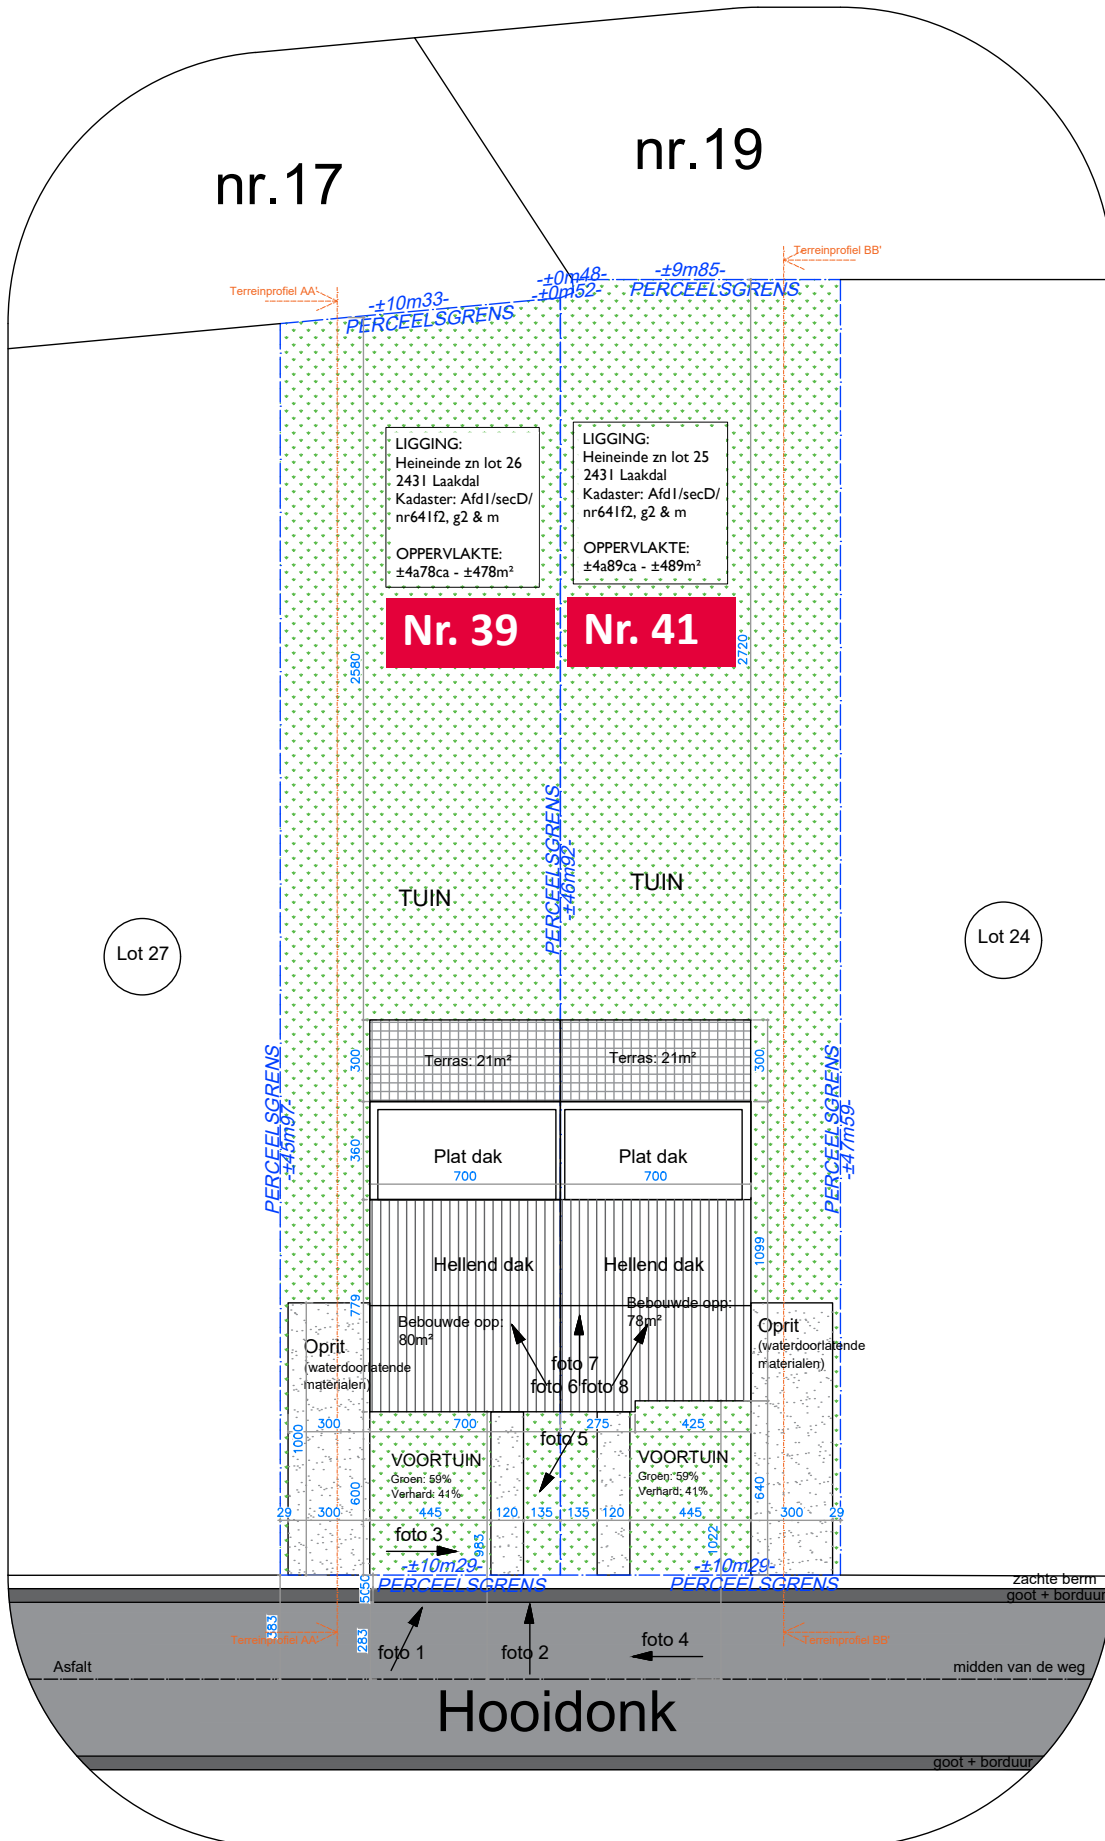 nr.17
nr.19
Terreinprofiel AA'
Terreinprofiel BB'
-±10m33-
PERCEELSGRENS
-±0m48-
-±0m52-
-±9m85-
PERCEELSGRENS
LIGGING:
Heineinde zn lot 26
2431 Laakdal
Kadaster: Afd1/secD/
nr641f2, g2 & m
OPPERVLAKTE:
±4a78ca - ±478m²
LIGGING:
Heineinde zn lot 25
2431 Laakdal
Kadaster: Afd1/secD/
nr641f2, g2 & m
OPPERVLAKTE:
±4a89ca - ±489m²
Nr. 39
Nr. 41
2580
2720
PERCEELSGRENS
-±46m92-
TUIN
TUIN
Lot 27
Lot 24
PERCEELSGRENS
-±45m97-
PERCEELSGRENS
-±47m59-
300
Terras: 21m²
Terras: 21m²
300
360
Plat dak
700
Plat dak
700
Hellend dak
Hellend dak
1099
779
Bebouwde opp:
80m²
Bebouwde opp:
78m²
Oprit
(waterdoorlatende
materialen)
Oprit
(waterdoorlatende
materialen)
foto 7
foto 6
foto 8
300
700
275
425
1000
foto 5
VOORTUIN
Groen: 59%
Verhard: 41%
VOORTUIN
Groen: 59%
Verhard: 41%
600
640
29
300
445
120
135
135
120
445
300
29
foto 3
983
1022
-±10m29-
PERCEELSGRENS
-±10m29-
PERCEELSGRENS
zachte berm
goot + borduur
50
50
383
283
Terreinprofiel AA'
Terreinprofiel BB'
foto 1
foto 2
foto 4
Asfalt
midden van de weg
Hooidonk
goot + borduur